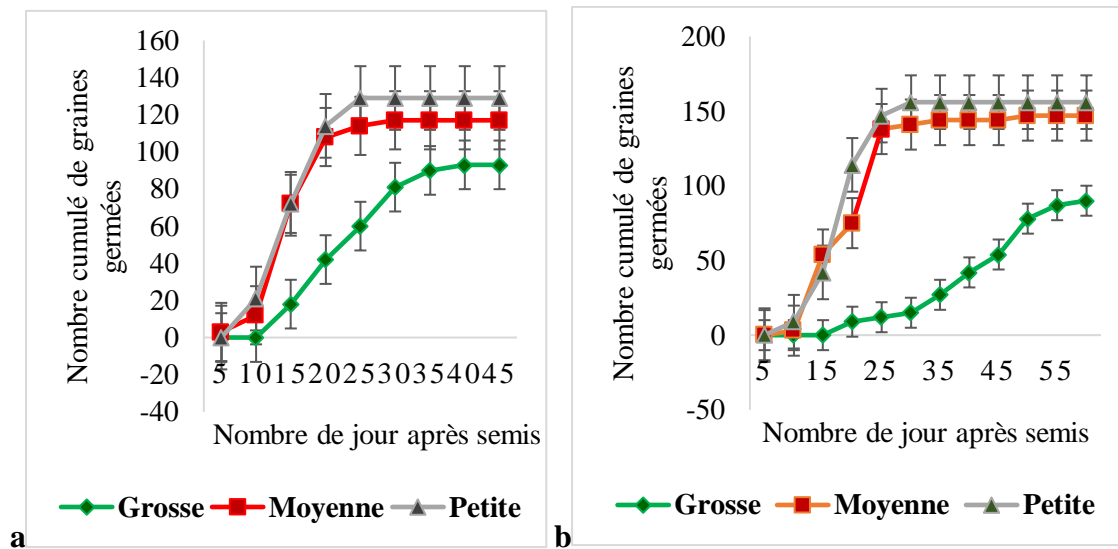 160
140
120
100
80
60
40
20
0
-20
-40
5 10 15 20 25 30 35 40 45
Nombre cumulé de graines
germées
Nombre de jour après semis
Grosse Moyenne Petite
a
200
150
100
50
0
-50
5 15 25 35 45 55
Nombre cumulé de graines
germées
Nombre de jour après semis
Grosse Moyenne Petite
b